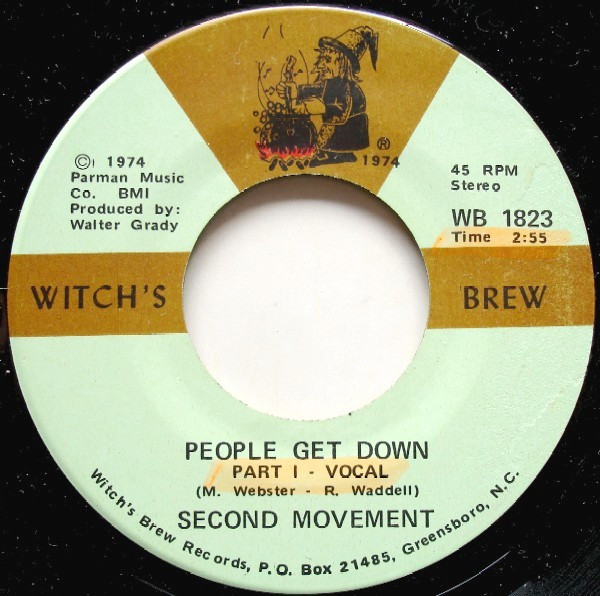 ® 1974
© 1974
Parman Music
Co. BMI
Produced by:
Walter Grady
45 RPM
Stereo
WB 1823
Time 2:55
WITCH'S BREW
PEOPLE GET DOWN
PART I - VOCAL
(M. Webster - R. Waddell)
SECOND MOVEMENT
Witch's Brew Records, P.O. Box 21485, Greensboro, N.C.